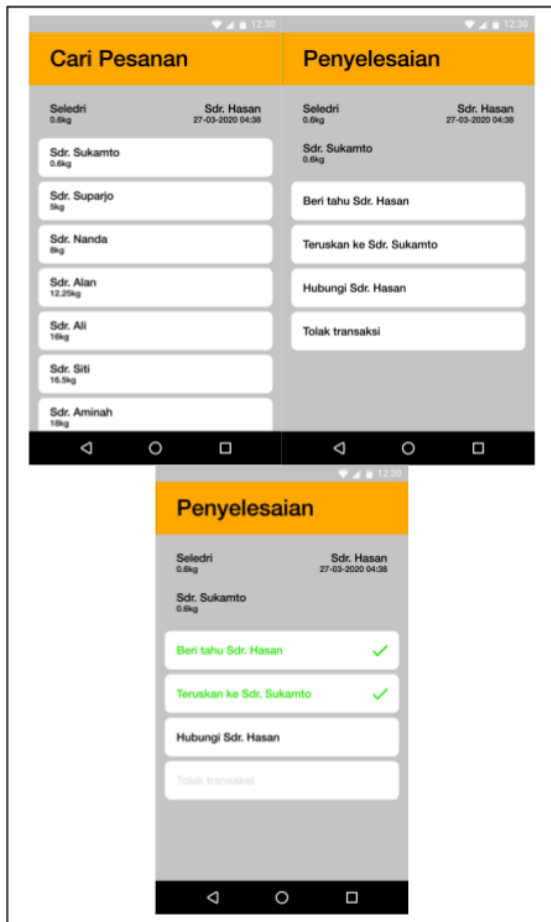 12:30
Cari Pesanan
Seledri Sdr. Hasan
0.6kg 27-03-2020 04:38
Sdr. Sukamto
0.6kg
Sdr. Suparjo
5kg
Sdr. Nanda
8kg
Sdr. Alan
12.25kg
Sdr. Ali
16kg
Sdr. Siti
16.5kg
Sdr. Aminah
18kg
12:30
Penyelesaian
Seledri Sdr. Hasan
0.6kg 27-03-2020 04:38
Sdr. Sukamto
0.6kg
Beri tahu Sdr. Hasan
Teruskan ke Sdr. Sukamto
Hubungi Sdr. Hasan
Tolak transaksi
12:30
Penyelesaian
Seledri Sdr. Hasan
0.6kg 27-03-2020 04:38
Sdr. Sukamto
0.6kg
Beri tahu Sdr. Hasan
Teruskan ke Sdr. Sukamto
Hubungi Sdr. Hasan
Tolak transaksi